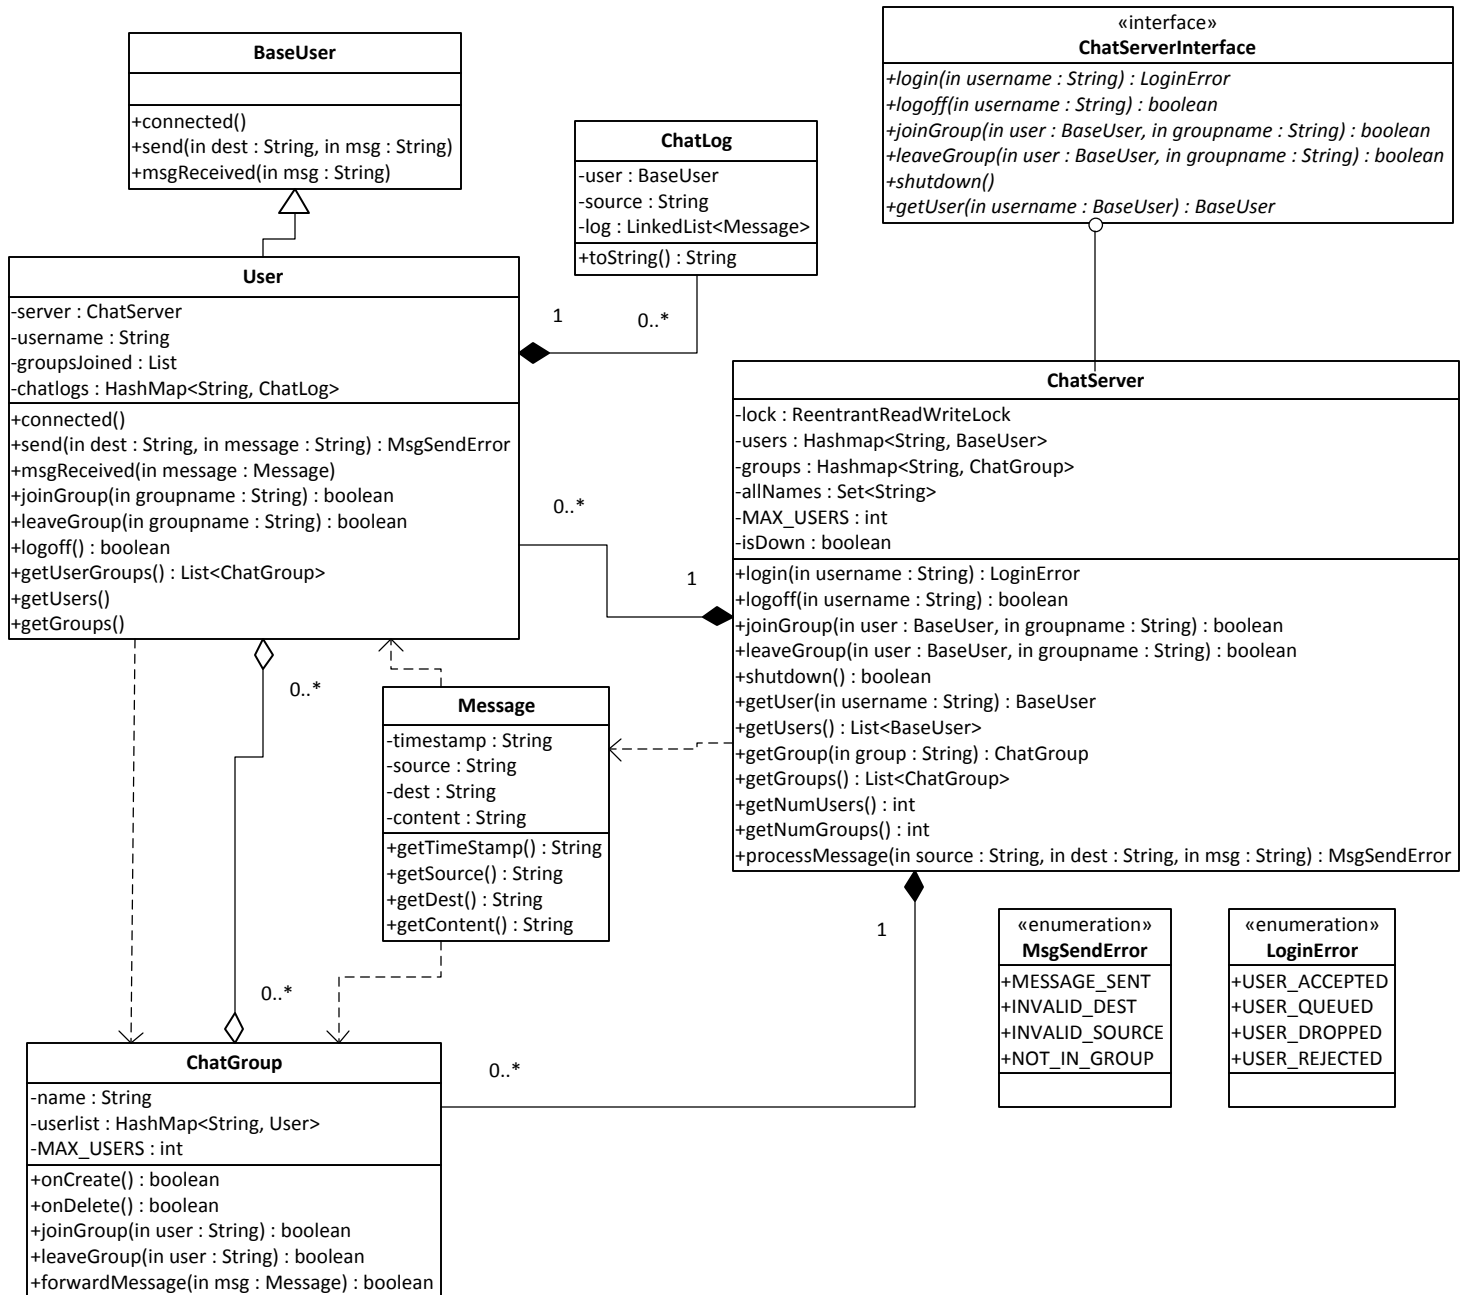 BaseUser
+connected()
+send(in dest : String, in msg : String)
+msgReceived(in msg : String)
«interface»
ChatServerInterface
+login(in username : String) : LoginError
+logoff(in username : String) : boolean
+joinGroup(in user : BaseUser, in groupname : String) : boolean
+leaveGroup(in user : BaseUser, in groupname : String) : boolean
+shutdown()
+getUser(in username : BaseUser) : BaseUser
ChatLog
-user : BaseUser
-source : String
-log : LinkedList<Message>
+toString() : String
User
-server : ChatServer
-username : String
-groupsJoined : List
-chatlogs : HashMap<String, ChatLog>
+connected()
+send(in dest : String, in message : String) : MsgSendError
+msgReceived(in message : Message)
+joinGroup(in groupname : String) : boolean
+leaveGroup(in groupname : String) : boolean
+logoff() : boolean
+getUserGroups() : List<ChatGroup>
+getUsers()
+getGroups()
1
0..*
ChatServer
-lock : ReentrantReadWriteLock
-users : Hashmap<String, BaseUser>
-groups : Hashmap<String, ChatGroup>
-allNames : Set<String>
-MAX_USERS : int
-isDown : boolean
+login(in username : String) : LoginError
+logoff(in username : String) : boolean
+joinGroup(in user : BaseUser, in groupname : String) : boolean
+leaveGroup(in user : BaseUser, in groupname : String) : boolean
+shutdown() : boolean
+getUser(in username : String) : BaseUser
+getUsers() : List<BaseUser>
+getGroup(in group : String) : ChatGroup
+getGroups() : List<ChatGroup>
+getNumUsers() : int
+getNumGroups() : int
+processMessage(in source : String, in dest : String, in msg : String) : MsgSendError
0..*
1
0..*
Message
-timestamp : String
-source : String
-dest : String
-content : String
+getTimeStamp() : String
+getSource() : String
+getDest() : String
+getContent() : String
1
«enumeration»
MsgSendError
+MESSAGE_SENT
+INVALID_DEST
+INVALID_SOURCE
+NOT_IN_GROUP
«enumeration»
LoginError
+USER_ACCEPTED
+USER_QUEUED
+USER_DROPPED
+USER_REJECTED
0..*
0..*
ChatGroup
-name : String
-userlist : HashMap<String, User>
-MAX_USERS : int
+onCreate() : boolean
+onDelete() : boolean
+joinGroup(in user : String) : boolean
+leaveGroup(in user : String) : boolean
+forwardMessage(in msg : Message) : boolean